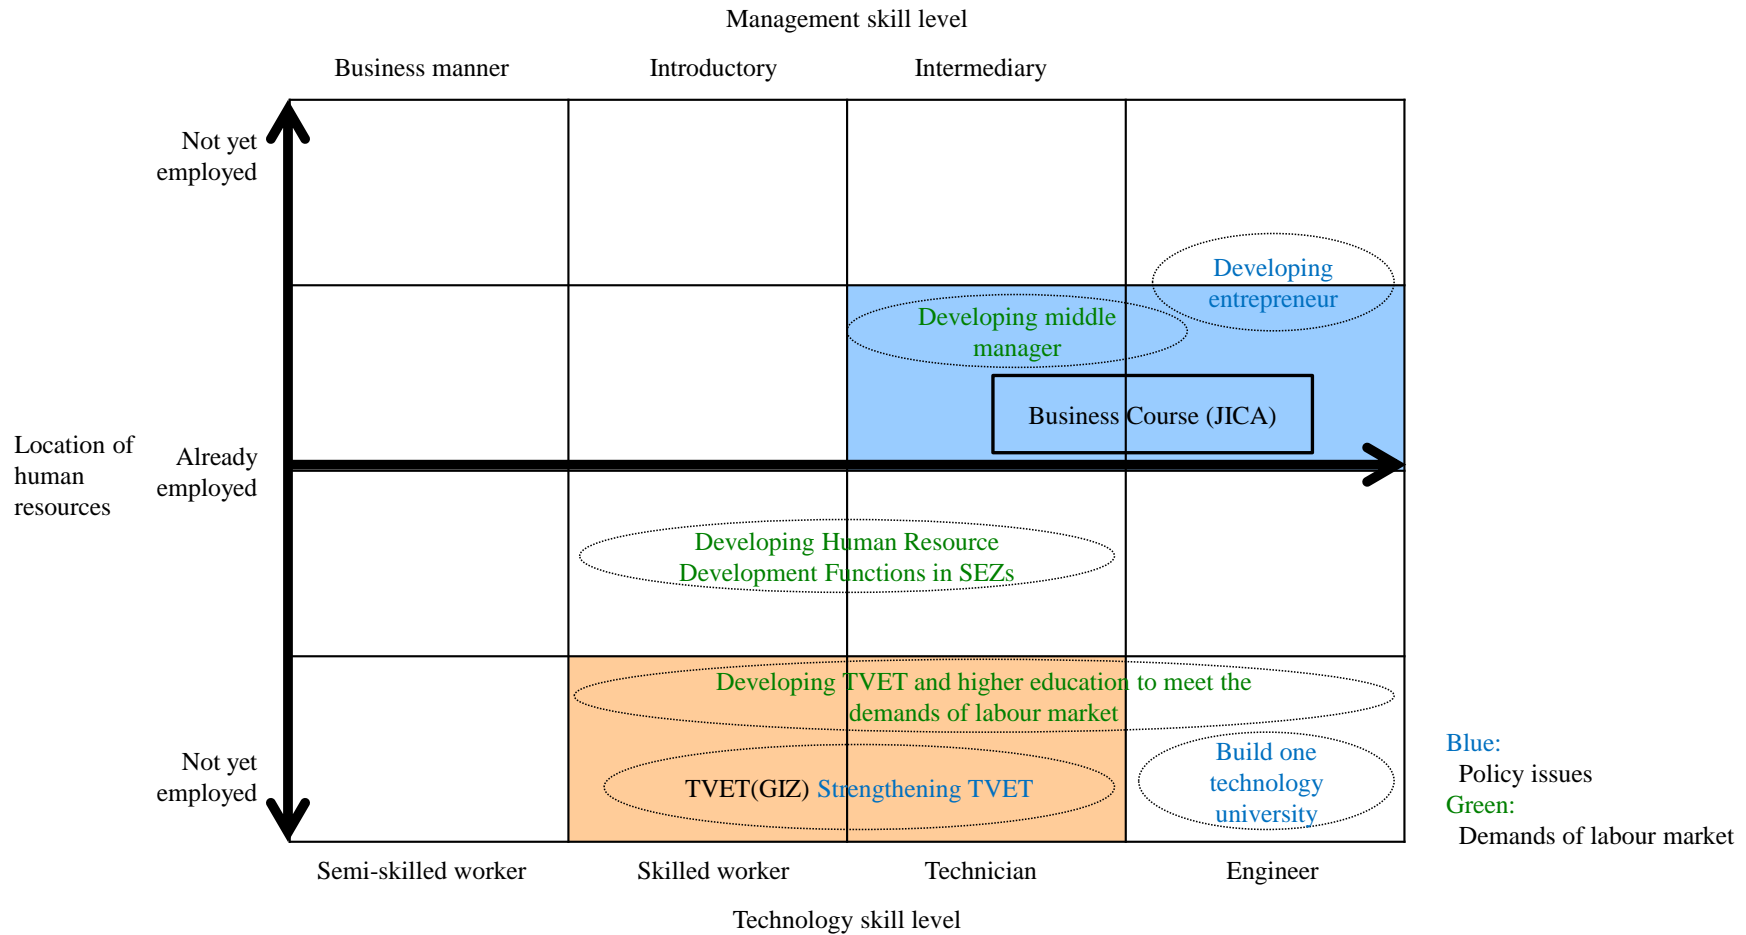 Management skill level
Business manner
Introductory
Intermediary
Not yet
employed
Developing
entrepreneur
Developing middle
manager
Business Course (JICA)
Location of
human
resources
Already
employed
Developing Human Resource
Development Functions in SEZs
Developing TVET and higher education to meet the
demands of labour market
Not yet
employed
TVET(GIZ) Strengthening TVET
Build one
technology
university
Blue:
Policy issues
Green:
Demands of labour market
Semi-skilled worker
Skilled worker
Technician
Engineer
Technology skill level